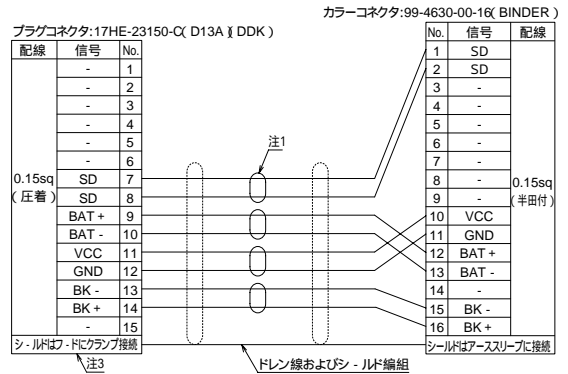 カラーコネクタ:99-4630-00-16(BINDER)
プラグコネクタ:17HE-23150-C(D13A)(DDK)
配線 信号 No.
- 1
- 2
- 3
- 4
- 5
- 6
SD 7
SD 8
BAT+ 9
BAT- 10
VCC 11
GND 12
BK- 13
BK+ 14
- 15
0.15sq
(圧着)
シ-ルドはフ-ドにクランプ接続
注3
注1
ドレン線およびシ-ルド編組
No. 信号 配線
1 SD
2 SD
3 -
4 -
5 -
6 -
7 -
8 -
9 -
10 VCC
11 GND
12 BAT+
13 BAT-
14 -
15 BK-
16 BK+
0.15sq
(半田付)
シールドはアーススリーブに接続